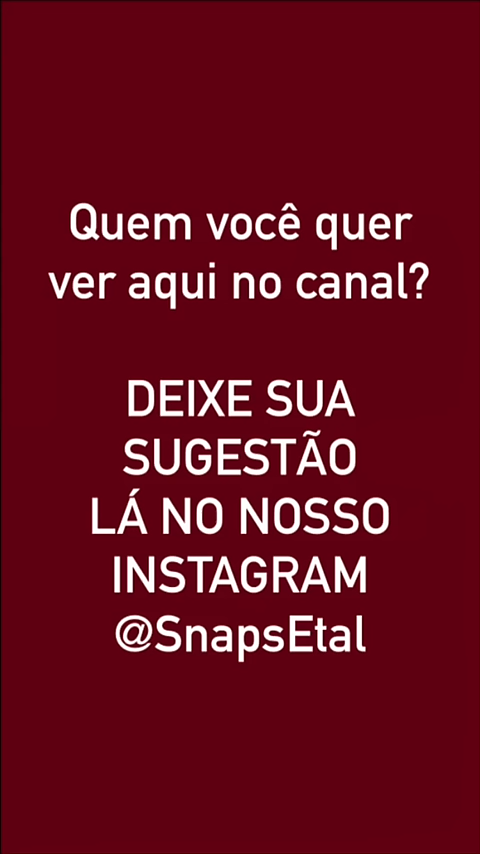 Quem você quer
ver aqui no canal?
DEIXE SUA
SUGESTÃO
LÁ NO NOSSO
INSTAGRAM
@SnapsEtal